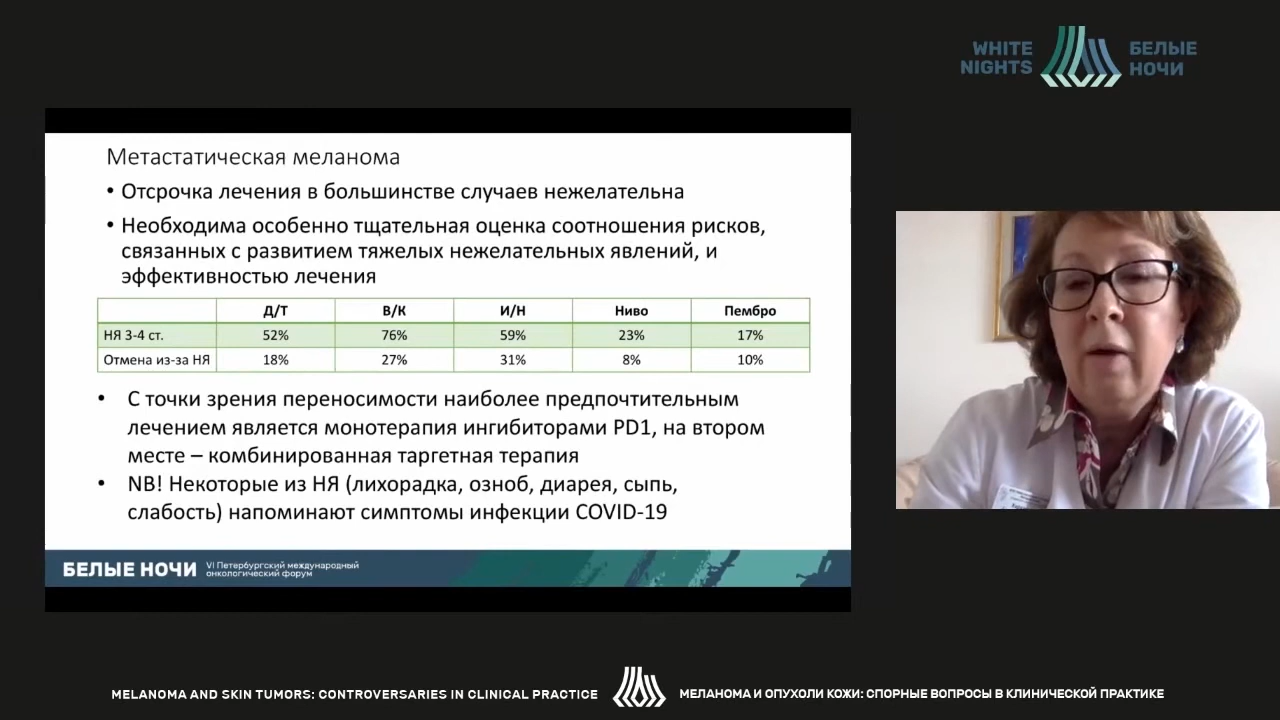 WHITE
NIGHTS
БЕЛЫЕ
НОЧИ
Метастатическая меланома
• Отсрочка лечения в большинстве случаев нежелательна
• Необходима особенно тщательная оценка соотношения рисков,
связанных с развитием тяжелых нежелательных явлений, и
эффективностью лечения
Д/Т В/К И/Н Ниво Пембро
НЯ 3-4 ст. 52% 76% 59% 23% 17%
Отмена из-за НЯ 18% 27% 31% 8% 10%
• С точки зрения переносимости наиболее предпочтительным
лечением является монотерапия ингибиторами PD1, на втором
месте – комбинированная таргетная терапия
• NB! Некоторые из НЯ (лихорадка, озноб, диарея, сыпь,
слабость) напоминают симптомы инфекции COVID-19
БЕЛЫЕ НОЧИ
VI Петербургский международный
онкологический форум
MELANOMA AND SKIN TUMORS: CONTROVERSARIES IN CLINICAL PRACTICE
МЕЛАНОМА И ОПУХОЛИ КОЖИ: СПОРНЫЕ ВОПРОСЫ В КЛИНИЧЕСКОЙ ПРАКТИКЕ